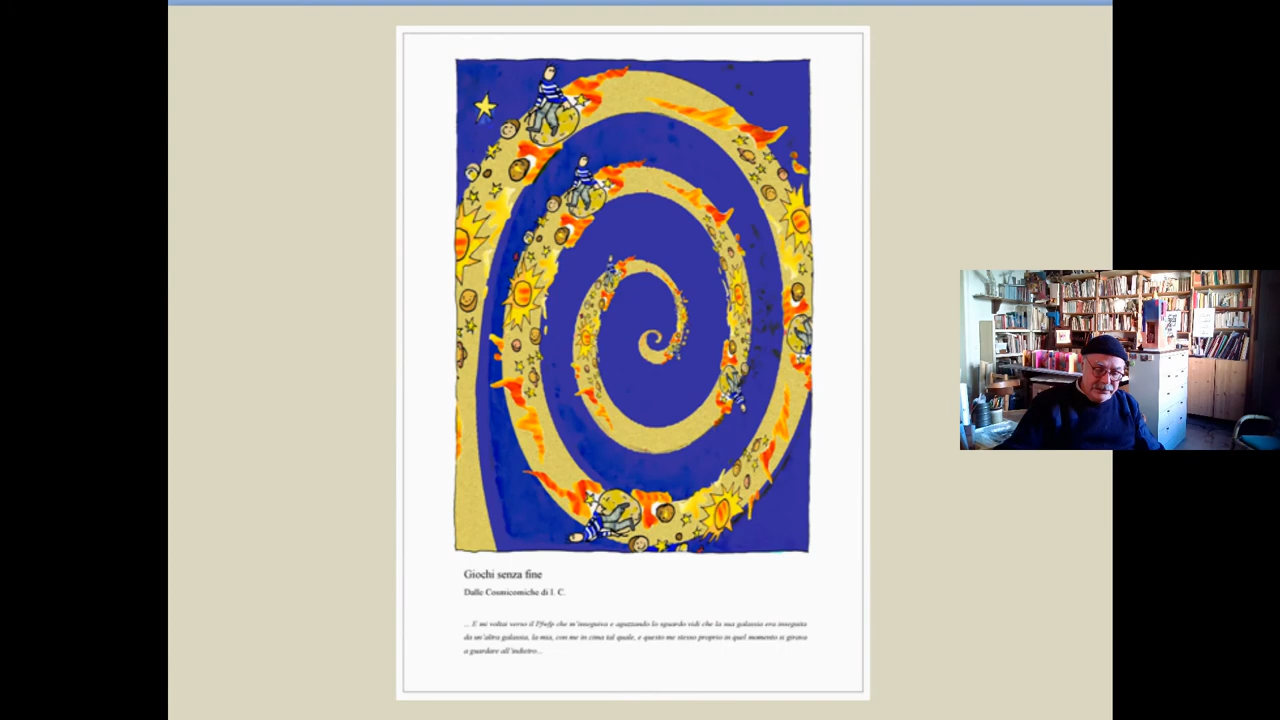 Giochi senza fine
Dalle Cosmicomiche di I. C.
... E mi voltai verso il Pfwfp che m'inseguiva e aguzzando lo sguardo vidi che la sua galassia era inseguita
da un'altra galassia, la mia, con me in cima tal quale, e questo me stesso proprio in quel momento si girava
a guardare all'indietro...